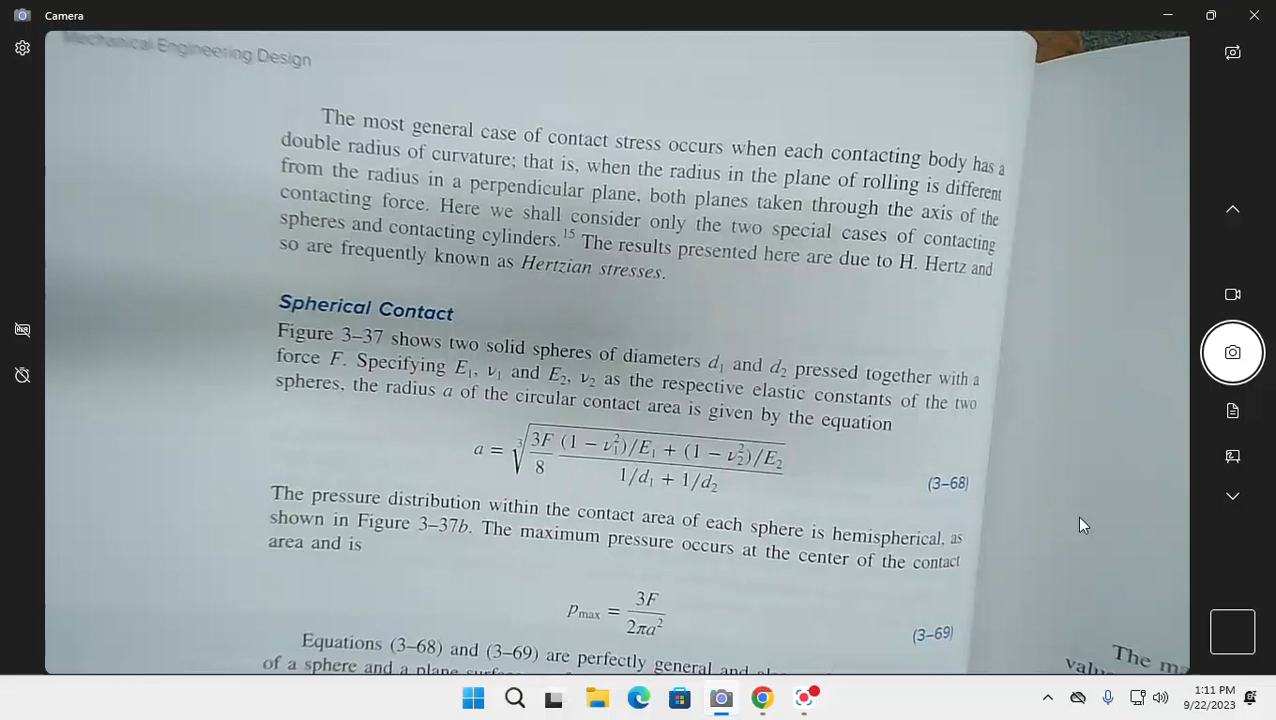 Camera
Mechanical Engineering Design
The most general case of contact stress occurs when each contacting body has a
double radius of curvature; that is, when the radius in the plane of rolling is different
from the radius in a perpendicular plane, both planes taken through the axis of the
contacting force. Here we shall consider only the two special cases of contacting
spheres and contacting cylinders.¹⁵ The results presented here are due to H. Hertz and
so are frequently known as Hertzian stresses.
Spherical Contact
Figure 3–37 shows two solid spheres of diameters d₁ and d₂ pressed together with a
force F. Specifying E₁, ν₁ and E₂, ν₂ as the respective elastic constants of the two
spheres, the radius a of the circular contact area is given by the equation
a = ∛(3F/8 · ((1 − ν₁²)/E₁ + (1 − ν₂²)/E₂)/(1/d₁ + 1/d₂)) (3–68)
The pressure distribution within the contact area of each sphere is hemispherical, as
shown in Figure 3–37b. The maximum pressure occurs at the center of the contact
area and is
p_max = 3F/2πa² (3–69)
Equations (3–68) and (3–69) are perfectly general and
of a sphere and a plane
The
1:11 PM
9/22/2023